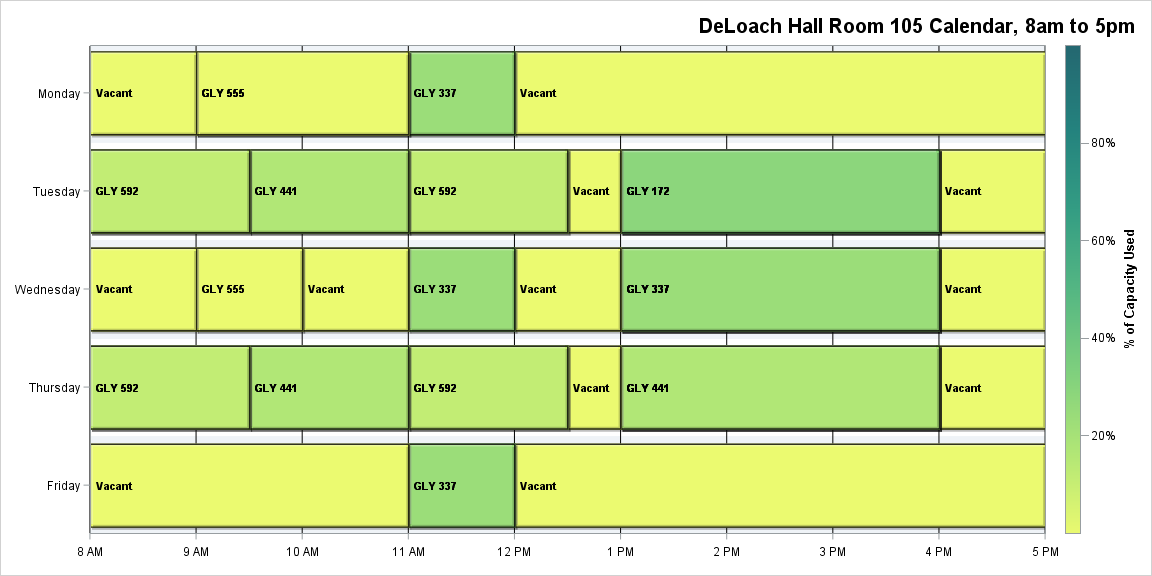 DeLoach Hall Room 105 Calendar, 8am to 5pm
Monday
Vacant
GLY 555
GLY 337
Vacant
Tuesday
GLY 592
GLY 441
GLY 592
Vacant
GLY 172
Vacant
Wednesday
Vacant
GLY 555
Vacant
GLY 337
Vacant
GLY 337
Vacant
Thursday
GLY 592
GLY 441
GLY 592
Vacant
GLY 441
Vacant
Friday
Vacant
GLY 337
Vacant
8 AM
9 AM
10 AM
11 AM
12 PM
1 PM
2 PM
3 PM
4 PM
5 PM
80%
60%
40%
20%
% of Capacity Used